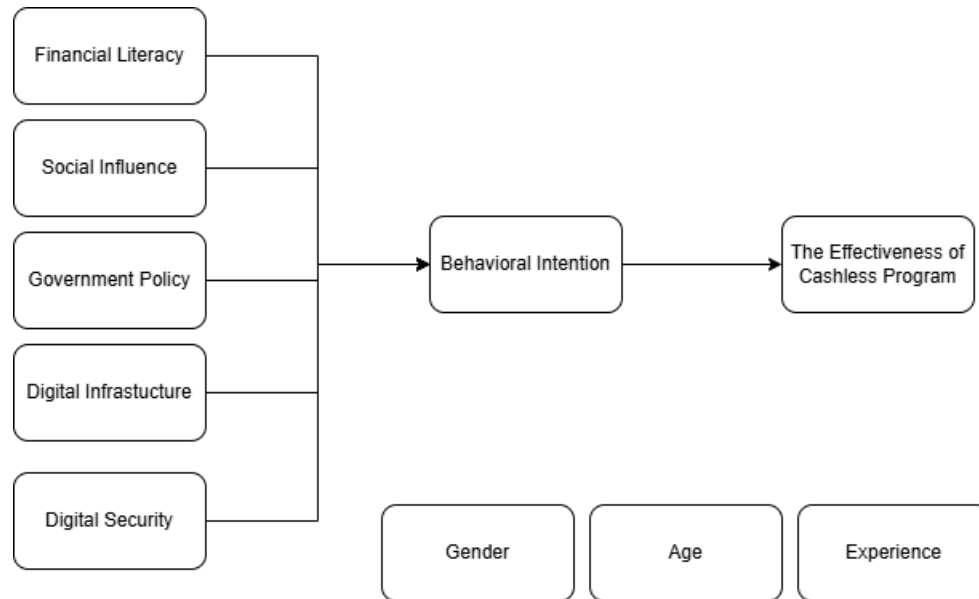 Financial Literacy
Social Influence
Government Policy
Digital Infrastucture
Digital Security
Behavioral Intention
The Effectiveness of
Cashless Program
Gender
Age
Experience